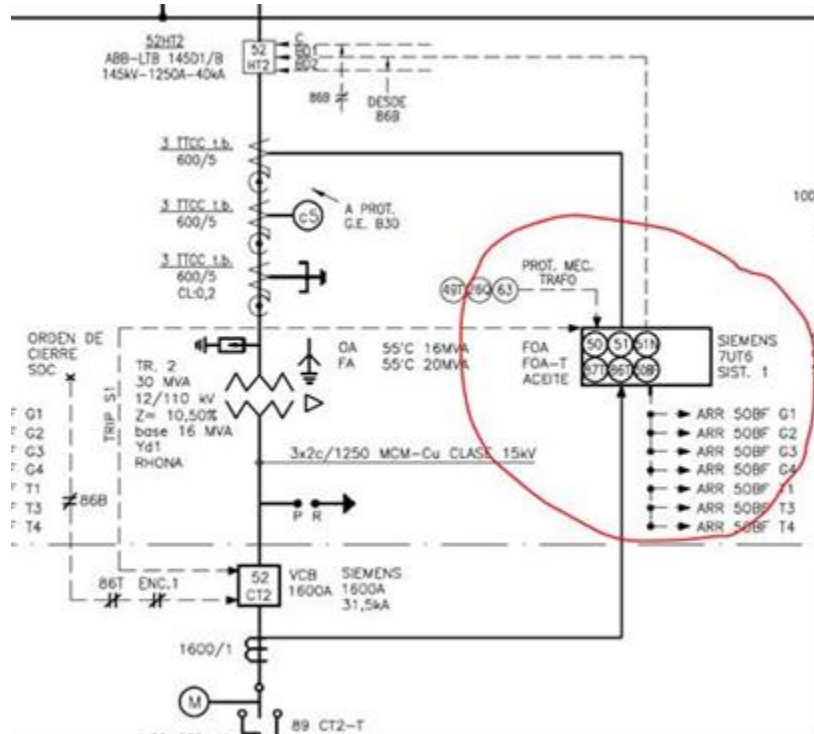 52HT2
ABB-LTB 145D1/B
145kV-1250A-40kA
52
HT2
C
BD1
BD2
86B
DESDE
86B
3 TTCC t.b.
600/5
3 TTCC t.b.
600/5
c5
A PROT.
G.E. B30
3 TTCC t.b.
600/5
CL:0,2
100
PROT. MEC.
TRAFO
49T 26Q 63
50 51 51N
87T 86T 50BF
SIEMENS
7UT6
SIST. 1
ORDEN DE
CIERRE
SDC
TRIP S1
TR. 2
30 MVA
12/110 kV
Z= 10,50%
base 16 MVA
Yd1
RHONA
OA 55'C 16MVA
FA 55'C 20MVA
FOA
FOA-T
ACEITE
F G1
F G2
F G3
F G4
F T1
F T3
F T4
3x2c/1250 MCM-Cu CLASE 15kV
ARR 50BF G1
ARR 50BF G2
ARR 50BF G3
ARR 50BF G4
ARR 50BF T1
ARR 50BF T3
ARR 50BF T4
86B
P R
86T ENC.1
52
CT2
VCB
1600A
SIEMENS
1600A
31,5kA
1600/1
M
89 CT2-T